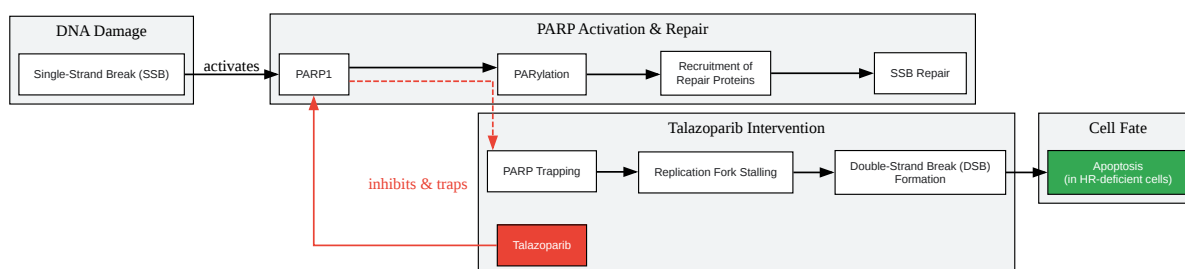 DNA Damage
Single-Strand Break (SSB)
activates
PARP Activation & Repair
PARP1
PARylation
Recruitment of
Repair Proteins
SSB Repair
Talazoparib Intervention
inhibits & traps
PARP Trapping
Replication Fork Stalling
Double-Strand Break (DSB)
Formation
Talazoparib
Cell Fate
Apoptosis
(in HR-deficient cells)